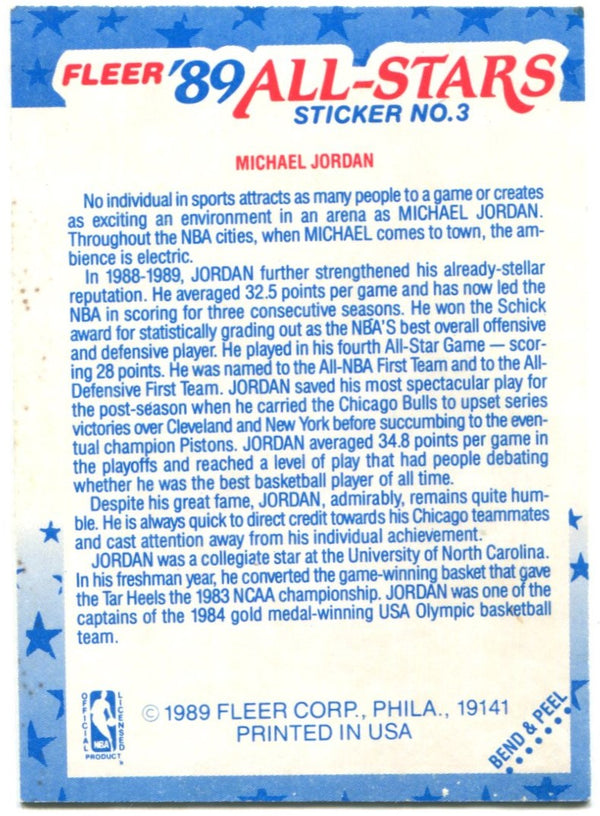 FLEER '89 ALL-STARS
STICKER NO.3
MICHAEL JORDAN
No individual in sports attracts as many people to a game or creates
as exciting an environment in an arena as MICHAEL JORDAN.
Throughout the NBA cities, when MICHAEL comes to town, the am-
bience is electric.
In 1988-1989, JORDAN further strengthened his already-stellar
reputation. He averaged 32.5 points per game and has now led the
NBA in scoring for three consecutive seasons. He won the Schick
award for statistically grading out as the NBA'S best overall offensive
and defensive player. He played in his fourth All-Star Game — scor-
ing 28 points. He was named to the All-NBA First Team and to the All-
Defensive First Team. JORDAN saved his most spectacular play for
the post-season when he carried the Chicago Bulls to upset series
victories over Cleveland and New York before succumbing to the even-
tual champion Pistons. JORDAN averaged 34.8 points per game in
the playoffs and reached a level of play that had people debating
whether he was the best basketball player of all time.
Despite his great fame, JORDAN, admirably, remains quite hum-
ble. He is always quick to direct credit towards his Chicago teammates
and cast attention away from his individual achievement.
JORDAN was a collegiate star at the University of North Carolina.
In his freshman year, he converted the game-winning basket that gave
the Tar Heels the 1983 NCAA championship. JORDAN was one of the
captains of the 1984 gold medal-winning USA Olympic basketball
team.
OFFICIAL LICENSED
NBA
PRODUCT
© 1989 FLEER CORP., PHILA., 19141
PRINTED IN USA
BEND & PEEL